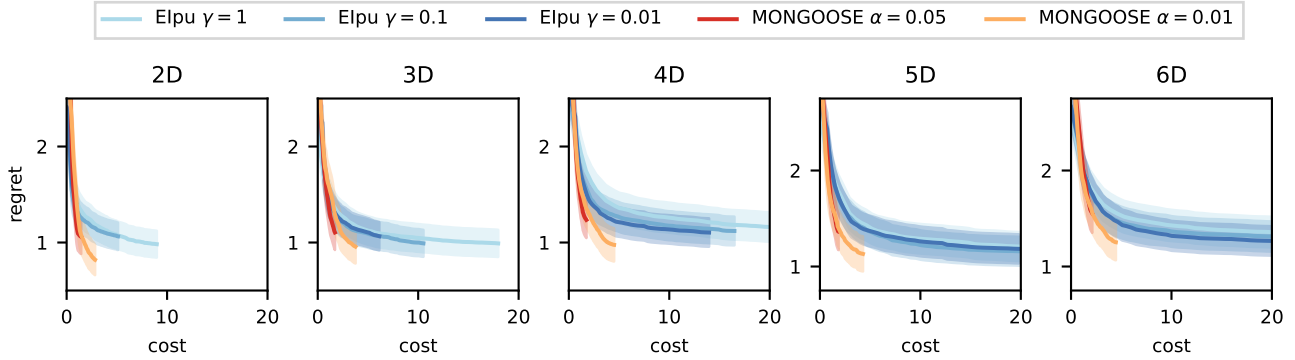 EIpu γ = 1 EIpu γ = 0.1 EIpu γ = 0.01 MONGOOSE α = 0.05 MONGOOSE α = 0.01
2D 3D 4D 5D 6D
regret
2 2 2 2 2
1 1 1 1 1
0 10 20 0 10 20 0 10 20 0 10 20 0 10 20
cost cost cost cost cost